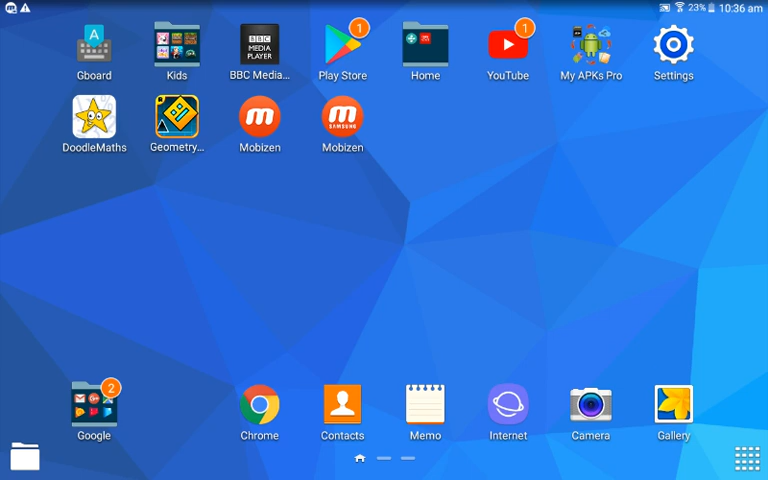 23% 10:36 am
1
1
A
BBC
MEDIA
PLAYER
Gboard
Kids
BBC Media...
Play Store
Home
YouTube
My APKs Pro
Settings
m
m
SAMSUNG
DoodleMaths
Geometry...
Mobizen
Mobizen
2
Google
Chrome
Contacts
Memo
Internet
Camera
Gallery